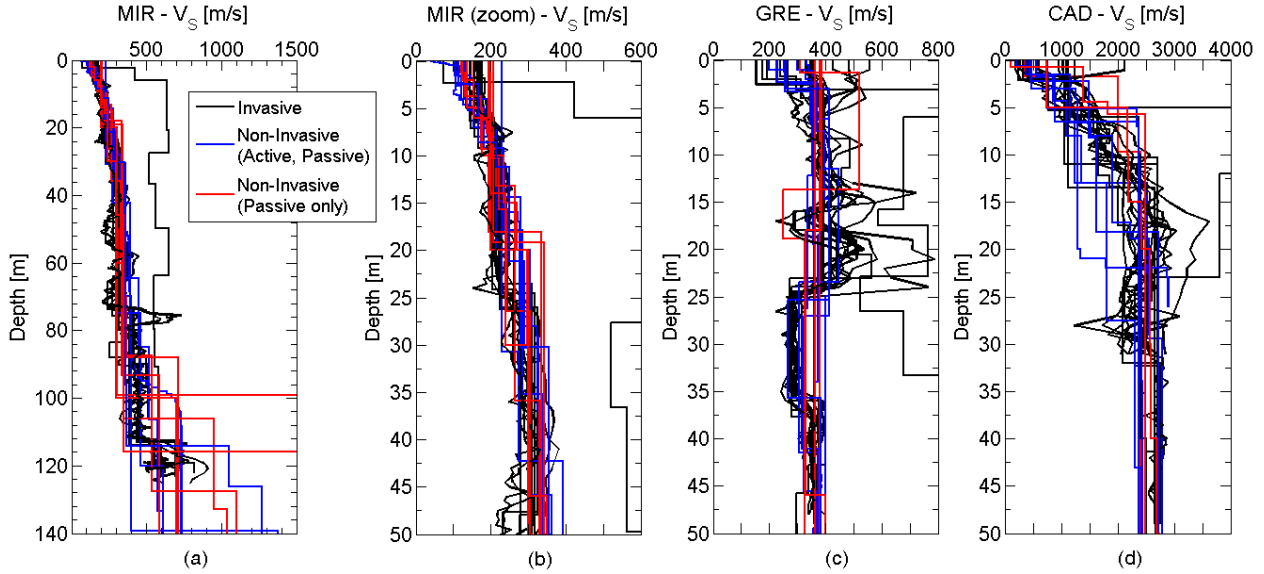 MIR - V_S [m/s]
500 1000 1500
0
20
40
60
80
100
120
140
Depth [m]
Invasive
Non-Invasive
(Active, Passive)
Non-Invasive
(Passive only)
(a)
MIR (zoom) - V_S [m/s]
0 200 400 600
0
5
10
15
20
25
30
35
40
45
50
Depth [m]
(b)
GRE - V_S [m/s]
0 200 400 600 800
0
5
10
15
20
25
30
35
40
45
50
Depth [m]
(c)
CAD - V_S [m/s]
0 1000 2000 3000 4000
0
5
10
15
20
25
30
35
40
45
50
Depth [m]
(d)